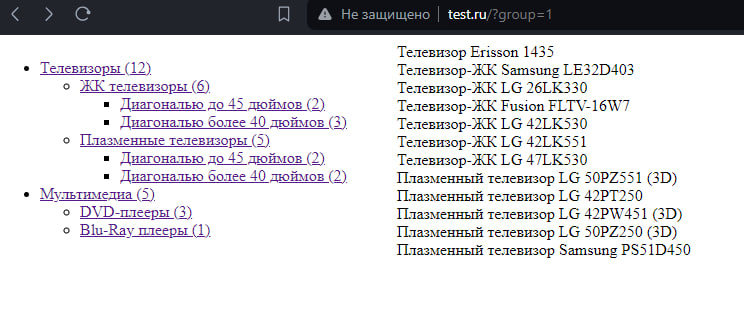 Не защищено test.ru/?group=1
Телевизоры (12)
ЖК телевизоры (6)
Диагональю до 45 дюймов (2)
Диагональю более 40 дюймов (3)
Плазменные телевизоры (5)
Диагональю до 45 дюймов (2)
Диагональю более 40 дюймов (2)
Мультимедиа (5)
DVD-плееры (3)
Blu-Ray плееры (1)
Телевизор Erisson 1435
Телевизор-ЖК Samsung LE32D403
Телевизор-ЖК LG 26LK330
Телевизор-ЖК Fusion FLTV-16W7
Телевизор-ЖК LG 42LK530
Телевизор-ЖК LG 42LK551
Телевизор-ЖК LG 47LK530
Плазменный телевизор LG 50PZ551 (3D)
Плазменный телевизор LG 42PT250
Плазменный телевизор LG 42PW451 (3D)
Плазменный телевизор LG 50PZ250 (3D)
Плазменный телевизор Samsung PS51D450